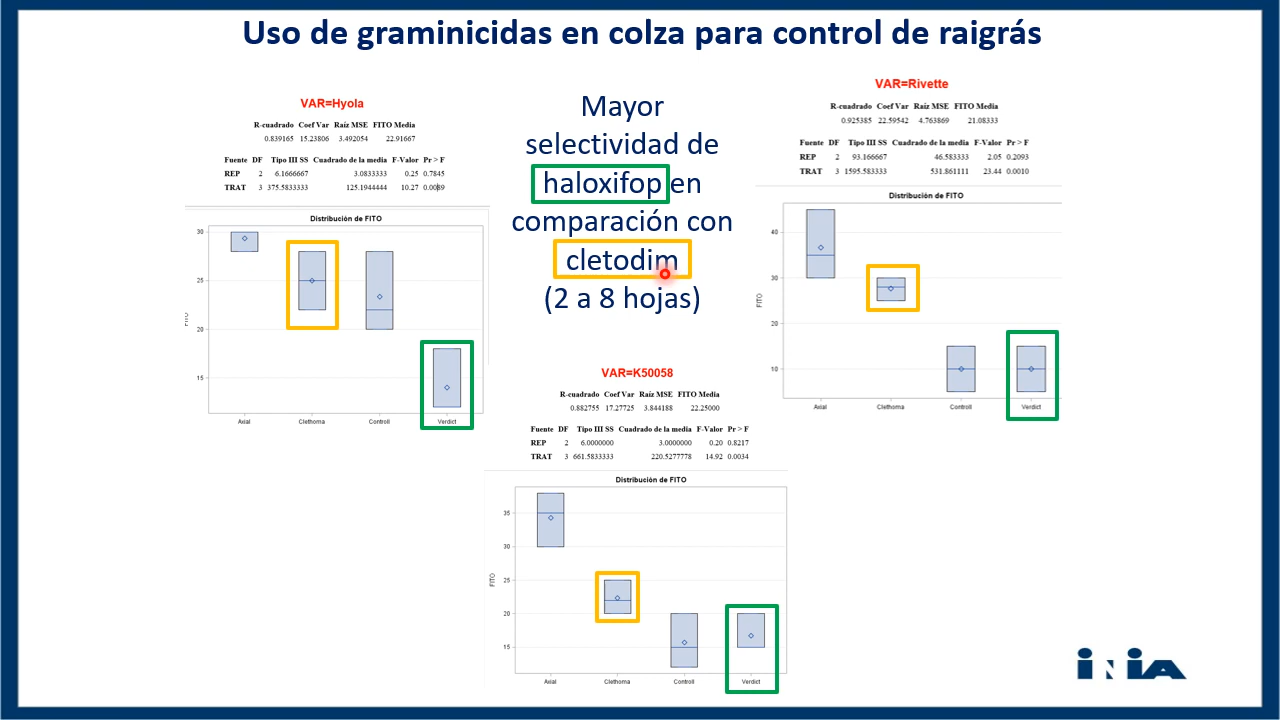 Uso de graminicidas en colza para control de raigrás
VAR=Hyola
R-cuadrado Coef Var Raíz MSE FITO Media
0.839165 15.23806 3.492054 22.91667
Fuente DF Tipo III SS Cuadrado de la media F-Valor Pr > F
REP 2 6.1666667 3.0833333 0.25 0.7845
TRAT 3 375.5833333 125.1944444 10.27 0.0089
Distribución de FITO
30
25
20
15
FITO
Axial Clethoma Controll Verdict
Mayor
selectividad de
haloxifop en
comparación con
cletodim
(2 a 8 hojas)
VAR=Rivette
R-cuadrado Coef Var Raíz MSE FITO Media
0.925385 22.59542 4.763869 21.08333
Fuente DF Tipo III SS Cuadrado de la media F-Valor Pr > F
REP 2 93.166667 46.583333 2.05 0.2093
TRAT 3 1595.583333 531.861111 23.44 0.0010
Distribución de FITO
40
30
20
10
FITO
Axial Clethoma Controll Verdict
VAR=K50058
R-cuadrado Coef Var Raíz MSE FITO Media
0.882755 17.27725 3.844188 22.25000
Fuente DF Tipo III SS Cuadrado de la media F-Valor Pr > F
REP 2 6.0000000 3.0000000 0.20 0.8217
TRAT 3 661.5833333 220.5277778 14.92 0.0034
Distribución de FITO
35
30
25
20
15
FITO
Axial Clethoma Controll Verdict
iNiA